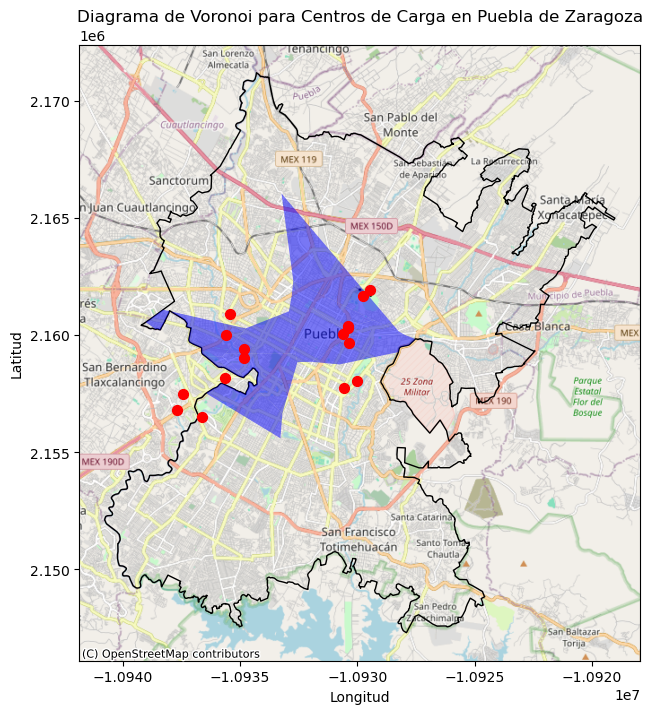 Diagrama de Voronoi para Centros de Carga en Puebla de Zaragoza
1e6
2.170
2.165
2.160
2.155
2.150
Latitud
San Lorenzo
Almecatla
Tenancingo
Puebla
Cuautlancingo
San Pablo del
Monte
MEX 119
San Sebastián
de Aparicio
La Resurrección
Sanctorum
n Juan Cuautlancingo
Santa María
Xonacatepec
MEX 150D
Municipio de Puebla
Puebl
Casa Blanca
MEX
San Bernardino
Tlaxcalancingo
25 Zona
Militar
Parque
Estatal
Flor del
Bosque
MEX 190
MEX 190D
Santa Catarina
San Francisco
Totimehuacán
Santo Tomás
Chautla
San Pedro
Zacachimalpa
San Baltazar
Torija
(C) OpenStreetMap contributors
−1.0940
−1.0935
−1.0930
−1.0925
−1.0920
1e7
Longitud